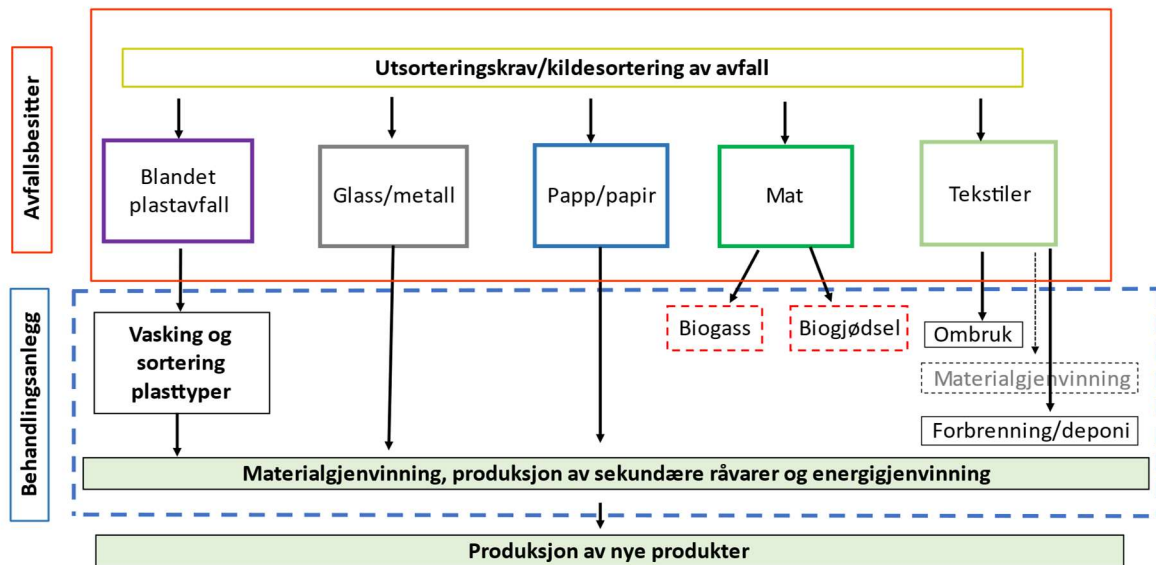 Utsorteringskrav/kildesortering av avfall
Avfallsbesitter
Blandet
plastavfall
Glass/metall
Papp/papir
Mat
Tekstiler
Behandlingsanlegg
Vasking og
sortering
plasttyper
Biogass
Biogjødsel
Ombruk
Materialgjenvinning
Forbrenning/deponi
Materialgjenvinning, produksjon av sekundære råvarer og energigjenvinning
Produksjon av nye produkter